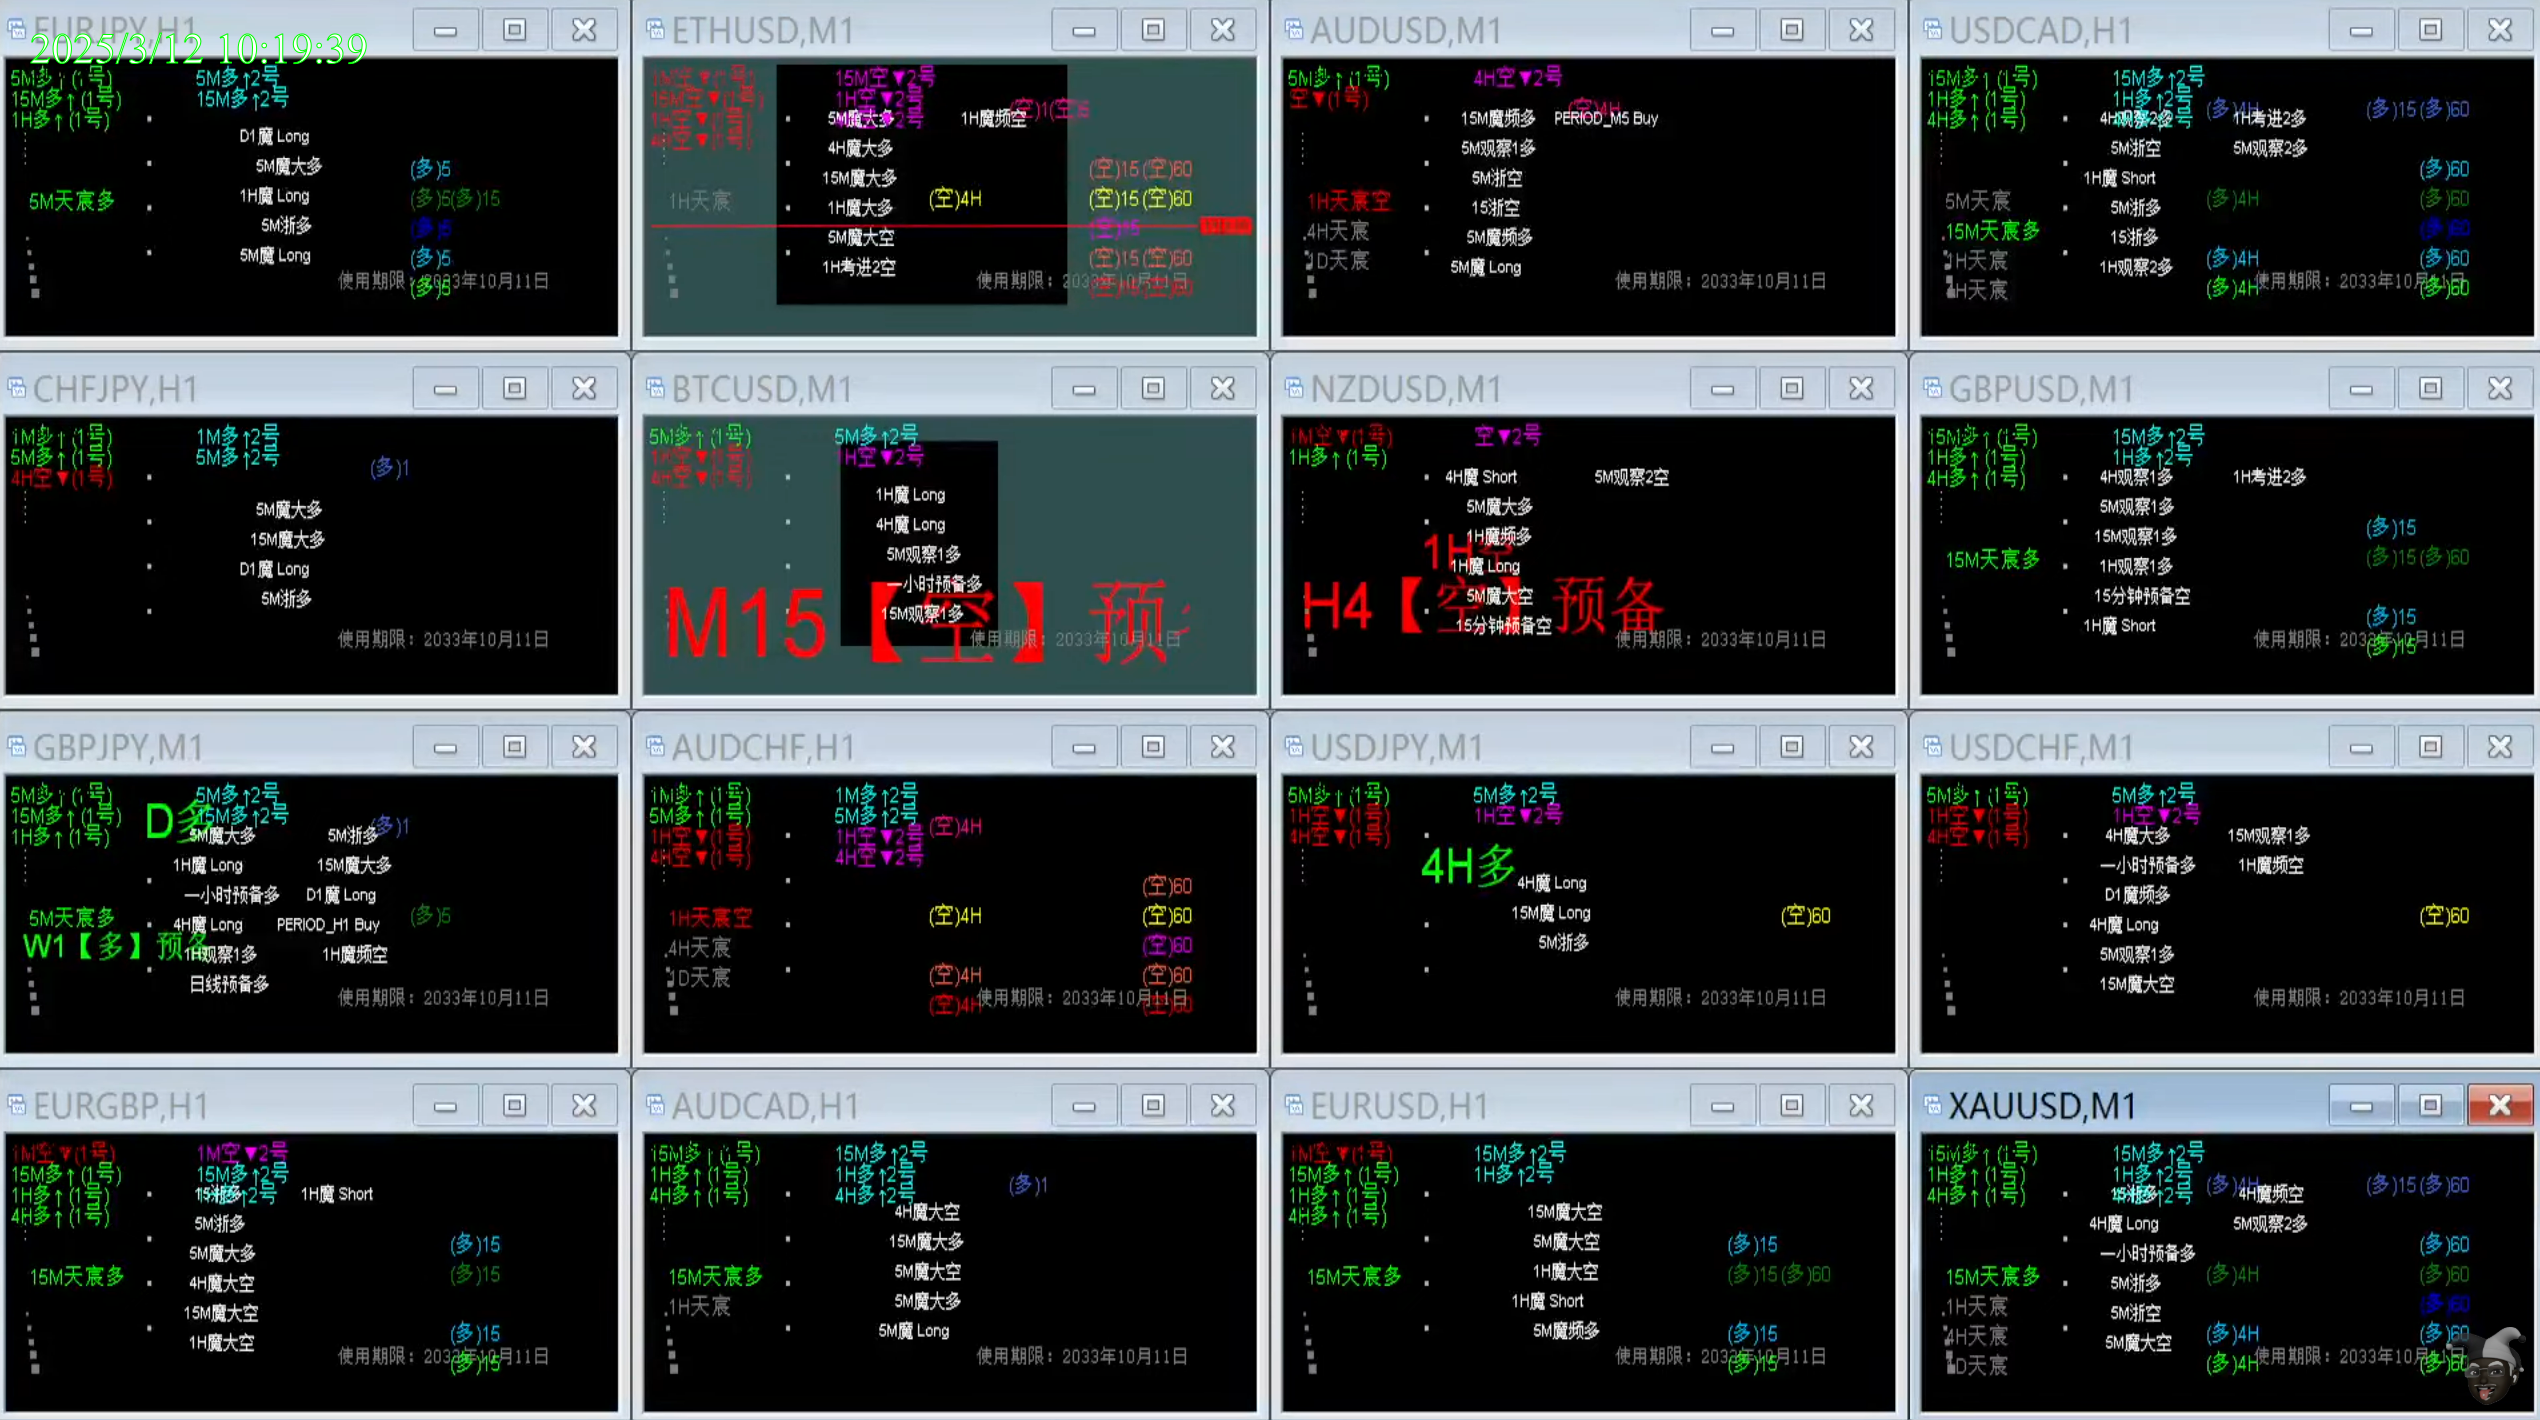 EURJPY,H1
2025/3/12 10:19:39
5M多↑(1号) 5M多↑2号
15M多↑(1号) 15M多↑2号
1H多↑(1号)
D1魔 Long
5M魔大多 (多)5
5M天宸多 1H魔 Long (多)5(多)15
5M浙多 (多)5
5M魔 Long (多)5
使用期限：2033年10月11日
(多)5
ETHUSD,M1
15M空▼2号
1H空▼2号
5M魔大多 1H魔频空
4H魔大多
15M魔大多 (空)15(空)60
1H天宸 (空)4H (空)15(空)60
1H魔大多
5M魔大空 (空)15
1H考进2空 (空)15(空)60
使用期限：2033年10月11日
AUDUSD,M1
5M多↑(1号) 4H空▼2号
空▼(1号) (空)4H
15M魔频多 PERIOD_M5 Buy
5M观察1多
5M浙空
1H天宸空 15浙空
4H天宸 5M魔频多
1D天宸 5M魔 Long
使用期限：2033年10月11日
USDCAD,H1
15M多↑(1号) 15M多↑2号
1H多↑(1号) 1H多↑2号 (多)4H (多)15(多)60
4H多↑(1号) 4H观察2多 1H考进2多
5M浙空 5M观察2多
1H魔 Short (多)60
5M天宸 5M浙多 (多)4H (多)60
15M天宸多 15浙多 (多)60
1H天宸 1H观察2多 (多)4H (多)60
4H天宸 (多)4H 使用期限：2033年10月11日 (多)60
CHFJPY,H1
1M多↑(1号) 1M多↑2号
5M多↑(1号) 5M多↑2号 (多)1
4H空▼(1号)
5M魔大多
15M魔大多
D1魔 Long
5M浙多
使用期限：2033年10月11日
BTCUSD,M1
5M多↑(1号) 5M多↑2号
1H空▼(1号) 1H空▼2号
4H空▼(1号)
1H魔 Long
4H魔 Long
5M观察1多
一小时预备多
15M观察1多
M15【空】预
使用期限：2033年10月11日
NZDUSD,M1
1M空▼(1号) 空▼2号
1H多↑(1号)
4H魔 Short 5M观察2空
5M魔大多
1H魔频多
1H空
1H魔 Long
5M魔大空
H4【空】预备
15分钟预备空
使用期限：2033年10月11日
GBPUSD,M1
15M多↑(1号) 15M多↑2号
1H多↑(1号) 1H多↑2号
4H多↑(1号) 4H观察1多 1H考进2多
5M观察1多
15M观察1多 (多)15
15M天宸多 1H观察1多 (多)15(多)60
15分钟预备空
1H魔 Short (多)15
使用期限：2033年10月11日
(多)15
GBPJPY,M1
5M多↑(1号) 5M多↑2号
15M多↑(1号) D多 15M多↑2号 (多)1
1H多↑(1号) 5M魔大多 5M浙多
1H魔 Long 15M魔大多
一小时预备多 D1魔 Long
5M天宸多 4H魔 Long PERIOD_H1 Buy (多)5
W1【多】预备 1H观察1多 1H魔频空
日线预备多
使用期限：2033年10月11日
AUDCHF,H1
1M多↑(1号) 1M多↑2号
5M多↑(1号) 5M多↑2号
1H空▼(1号) 1H空▼2号 (空)4H
4H空▼(1号) 4H空▼2号
(空)60
1H天宸空 (空)4H (空)60
4H天宸 (空)60
1D天宸 (空)4H (空)60
(空)4H 使用期限：2033年10月11日 (空)60
USDJPY,M1
5M多↑(1号) 5M多↑2号
1H空▼(1号) 1H空▼2号
4H空▼(1号)
4H多
4H魔 Long
15M魔 Long (空)60
5M浙多
使用期限：2033年10月11日
USDCHF,M1
5M多↑(1号) 5M多↑2号
1H空▼(1号) 1H空▼2号
4H空▼(1号) 4H魔大多 15M观察1多
一小时预备多 1H魔频空
D1魔频多
4H魔 Long (空)60
5M观察1多
15M魔大空
使用期限：2033年10月11日
EURGBP,H1
1M空▼(1号) 1M空▼2号
15M多↑(1号) 15M多↑2号
1H多↑(1号) 15浙多 1H魔 Short
4H多↑(1号) 5M浙多
5M魔大多 (多)15
15M天宸多 4H魔大空 (多)15
15M魔大空
1H魔大空 (多)15
使用期限：2033年10月11日
(多)15
AUDCAD,H1
15M多↑(1号) 15M多↑2号
1H多↑(1号) 1H多↑2号 (多)1
4H多↑(1号) 4H多↑2号
4H魔大空
15M魔大多
15M天宸多 5M魔大空
1H天宸 5M魔大多
5M魔 Long
使用期限：2033年10月11日
EURUSD,H1
1M空▼(1号) 15M多↑2号
15M多↑(1号) 1H多↑2号
1H多↑(1号)
4H多↑(1号) 15M魔大空
5M魔大空 (多)15
15M天宸多 1H魔大空 (多)15(多)60
1H魔 Short
5M魔频多 (多)15
使用期限：2033年10月11日
(多)15
XAUUSD,M1
15M多↑(1号) 15M多↑2号
1H多↑(1号) 1H多↑2号 (多)4H (多)15(多)60
4H多↑(1号) 15浙多 4H魔频空
4H魔 Long 5M观察2多
一小时预备多 (多)60
15M天宸多 5M浙多 (多)4H (多)60
1H天宸 5M浙空 (多)60
4H天宸 5M魔大空 (多)4H (多)60
1D天宸 (多)4H 使用期限：2033年10月11日 (多)60